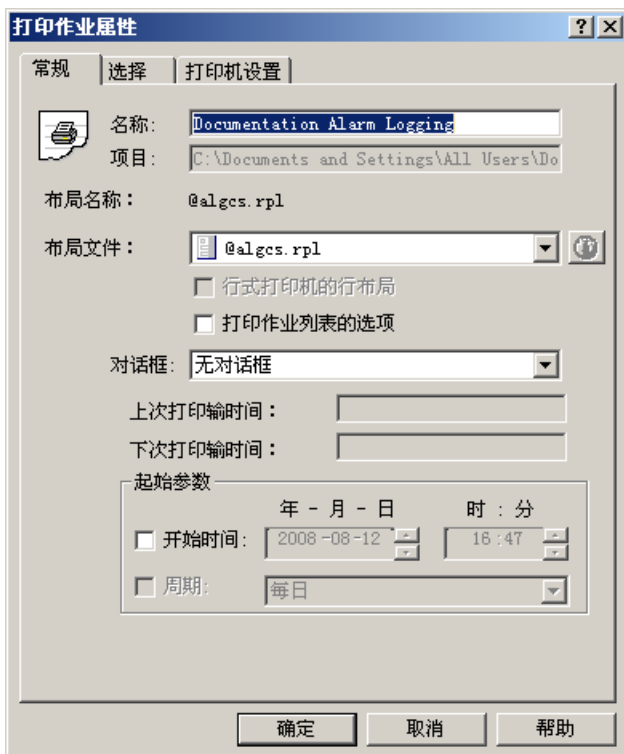 打印作业属性
常规 选择 打印机设置
名称: Documentation Alarm Logging
项目: C:\Documents and Settings\All Users\Do
布局名称： @algcs.rpl
布局文件： @algcs.rpl
行式打印机的行布局
打印作业列表的选项
对话框: 无对话框
上次打印输时间：
下次打印输时间：
起始参数
年 - 月 - 日 时 : 分
开始时间: 2008-08-12 16:47
周期: 每日
确定 取消 帮助